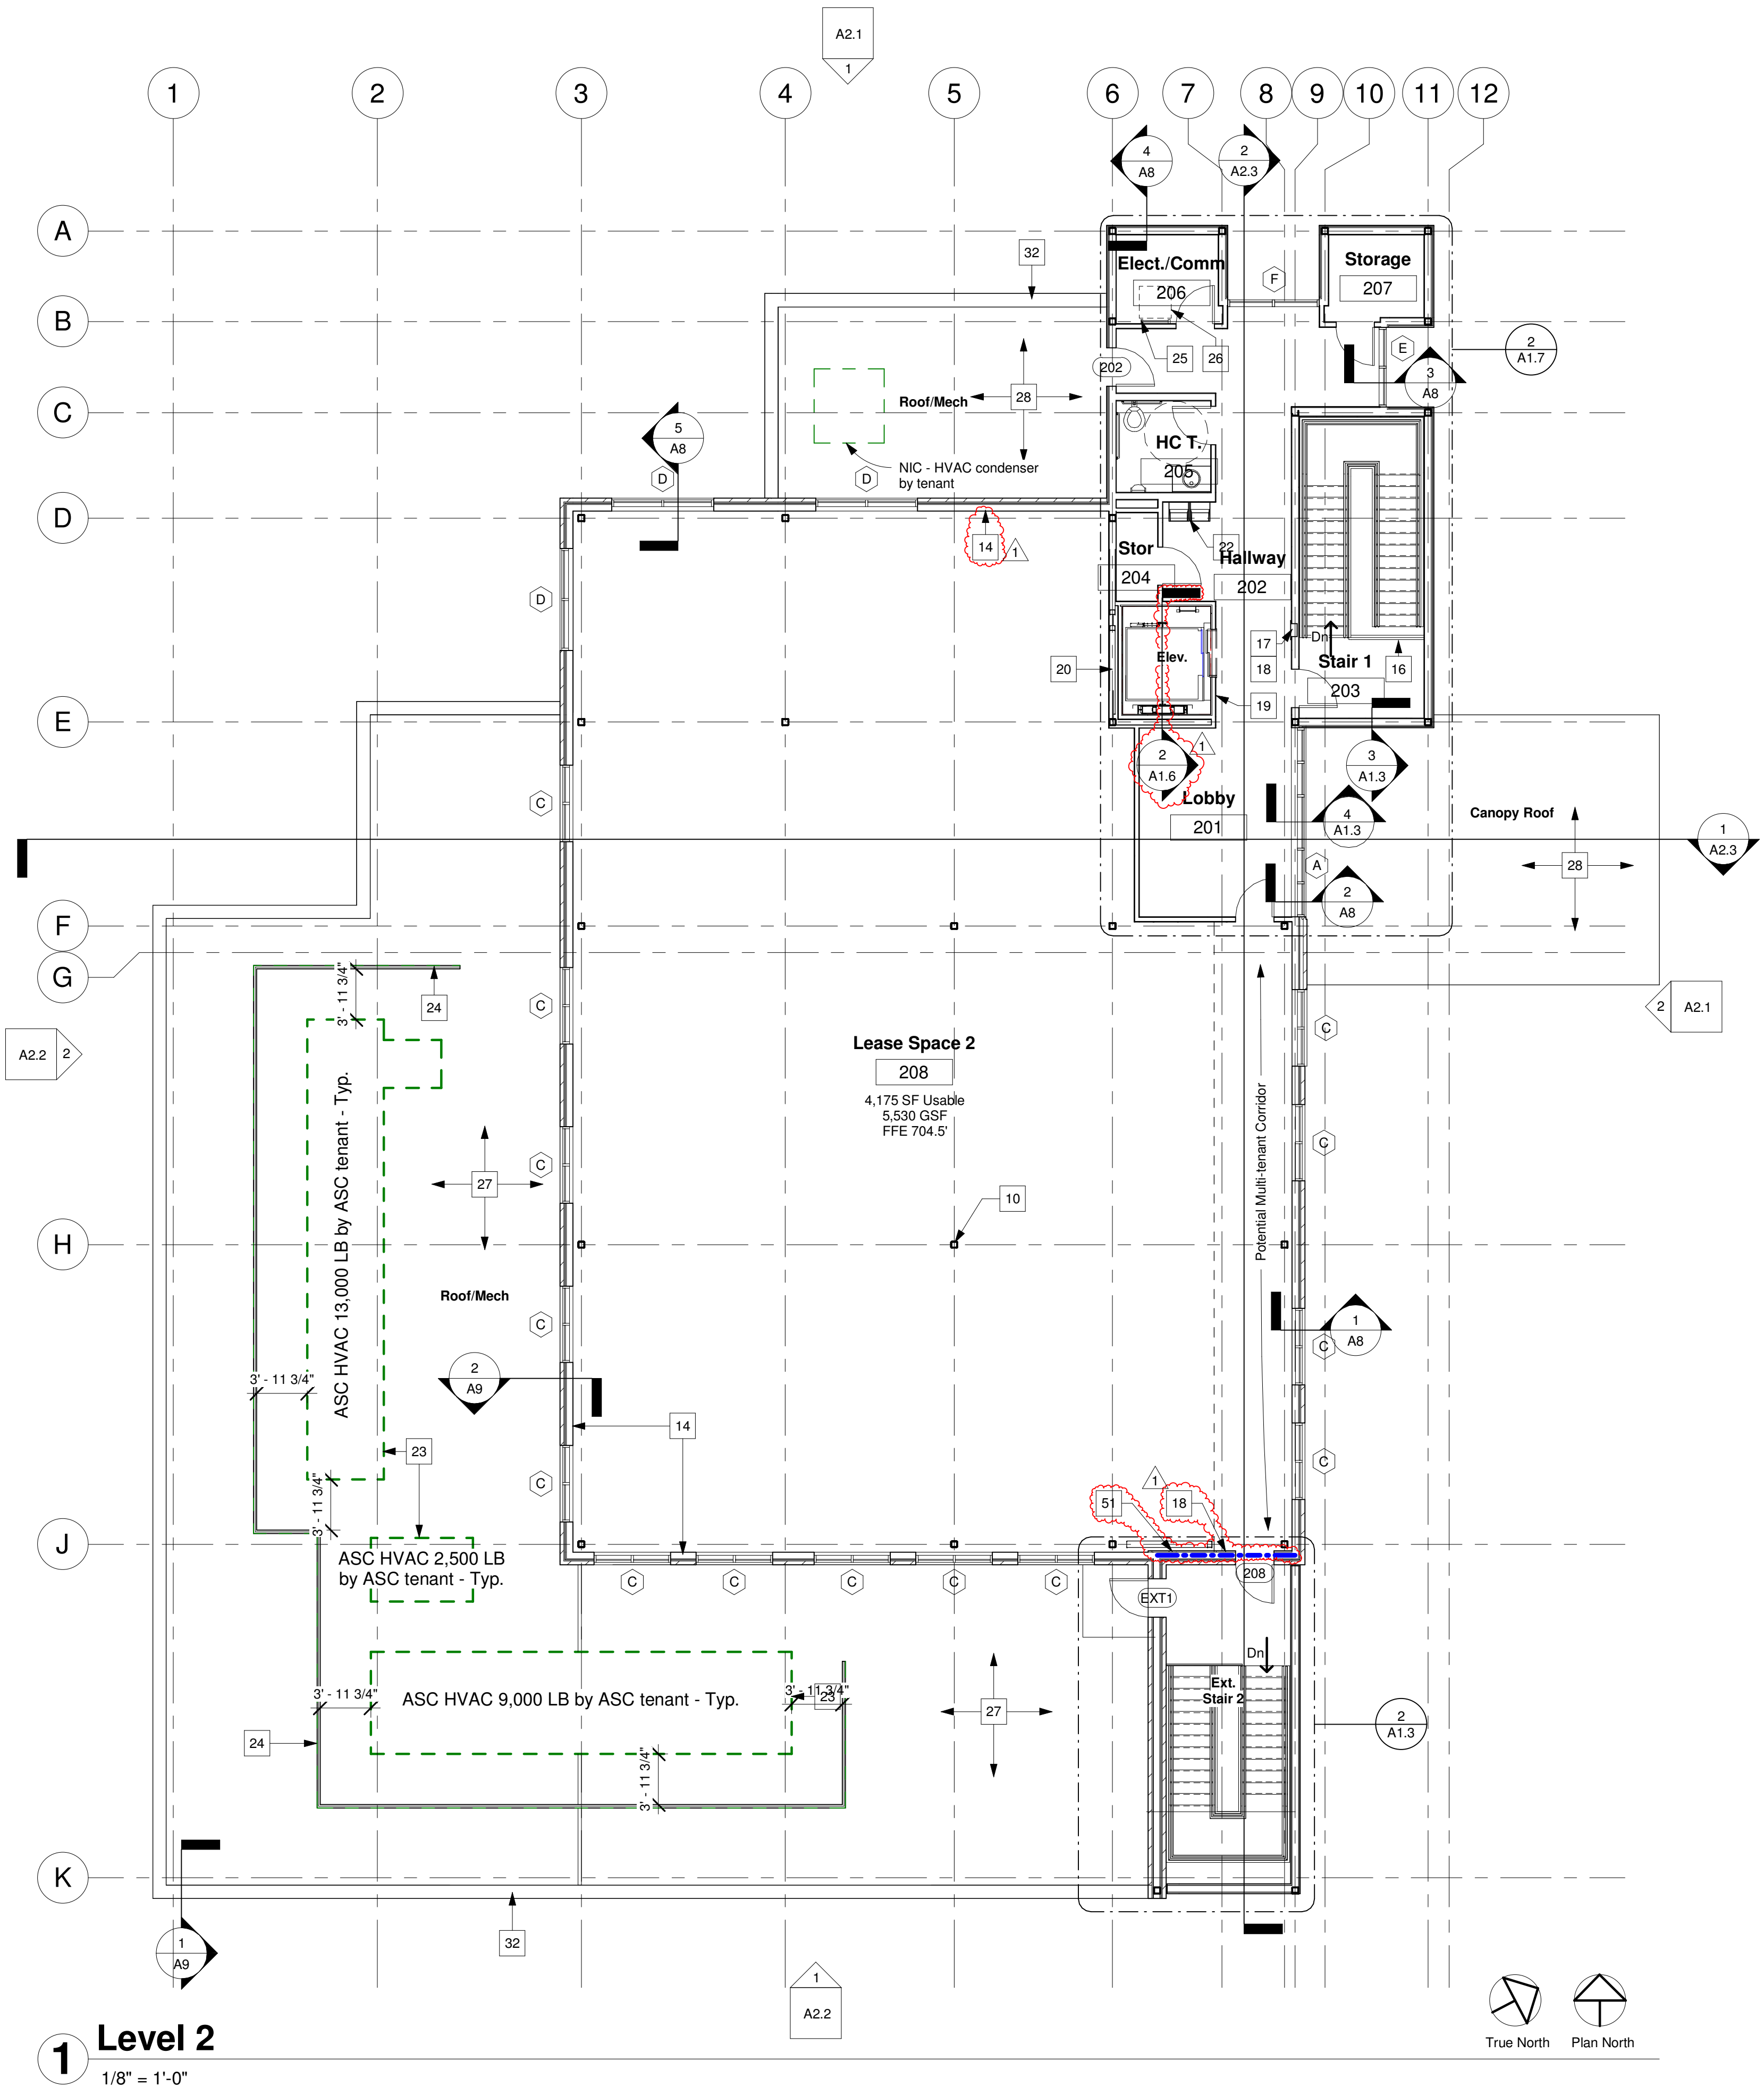 A2.1
1
1
2
3
4
5
6
7
8
9
10
11
12
4
A8
2
A2.3
A
Elect./Comm
206
Storage
207
32
F
B
25
26
202
E
2
A1.7
3
A8
C
Roof/Mech
28
5
A8
HC T.
205
NIC - HVAC condenser
by tenant
D
D
D
14
1
Stor
204
22
Hallway
202
D
Elev.
17
18
Dn
Stair 1
203
16
20
19
E
2
A1.6
1
3
A1.3
Lobby
201
4
A1.3
C
Canopy Roof
28
1
A2.3
A
2
A8
F
G
3' - 11 3/4"
24
C
C
2
A2.1
A2.2
2
Lease Space 2
208
4,175 SF Usable
5,530 GSF
FFE 704.5'
ASC HVAC 13,000 LB by ASC tenant - Typ.
Potential Multi-tenant Corridor
C
C
27
10
H
Roof/Mech
C
1
A8
C
2
A9
3' - 11 3/4"
14
23
C
C
3' - 11 3/4"
1
51
18
J
ASC HVAC 2,500 LB
by ASC tenant - Typ.
C
C
C
C
C
208
EXT1
Dn
Ext.
Stair 2
3' - 11 3/4"
ASC HVAC 9,000 LB by ASC tenant - Typ.
3' - 11 3/4"
23
27
2
A1.3
24
3' - 11 3/4"
K
32
1
A9
1
A2.2
True North
Plan North
1
Level 2
1/8" = 1'-0"